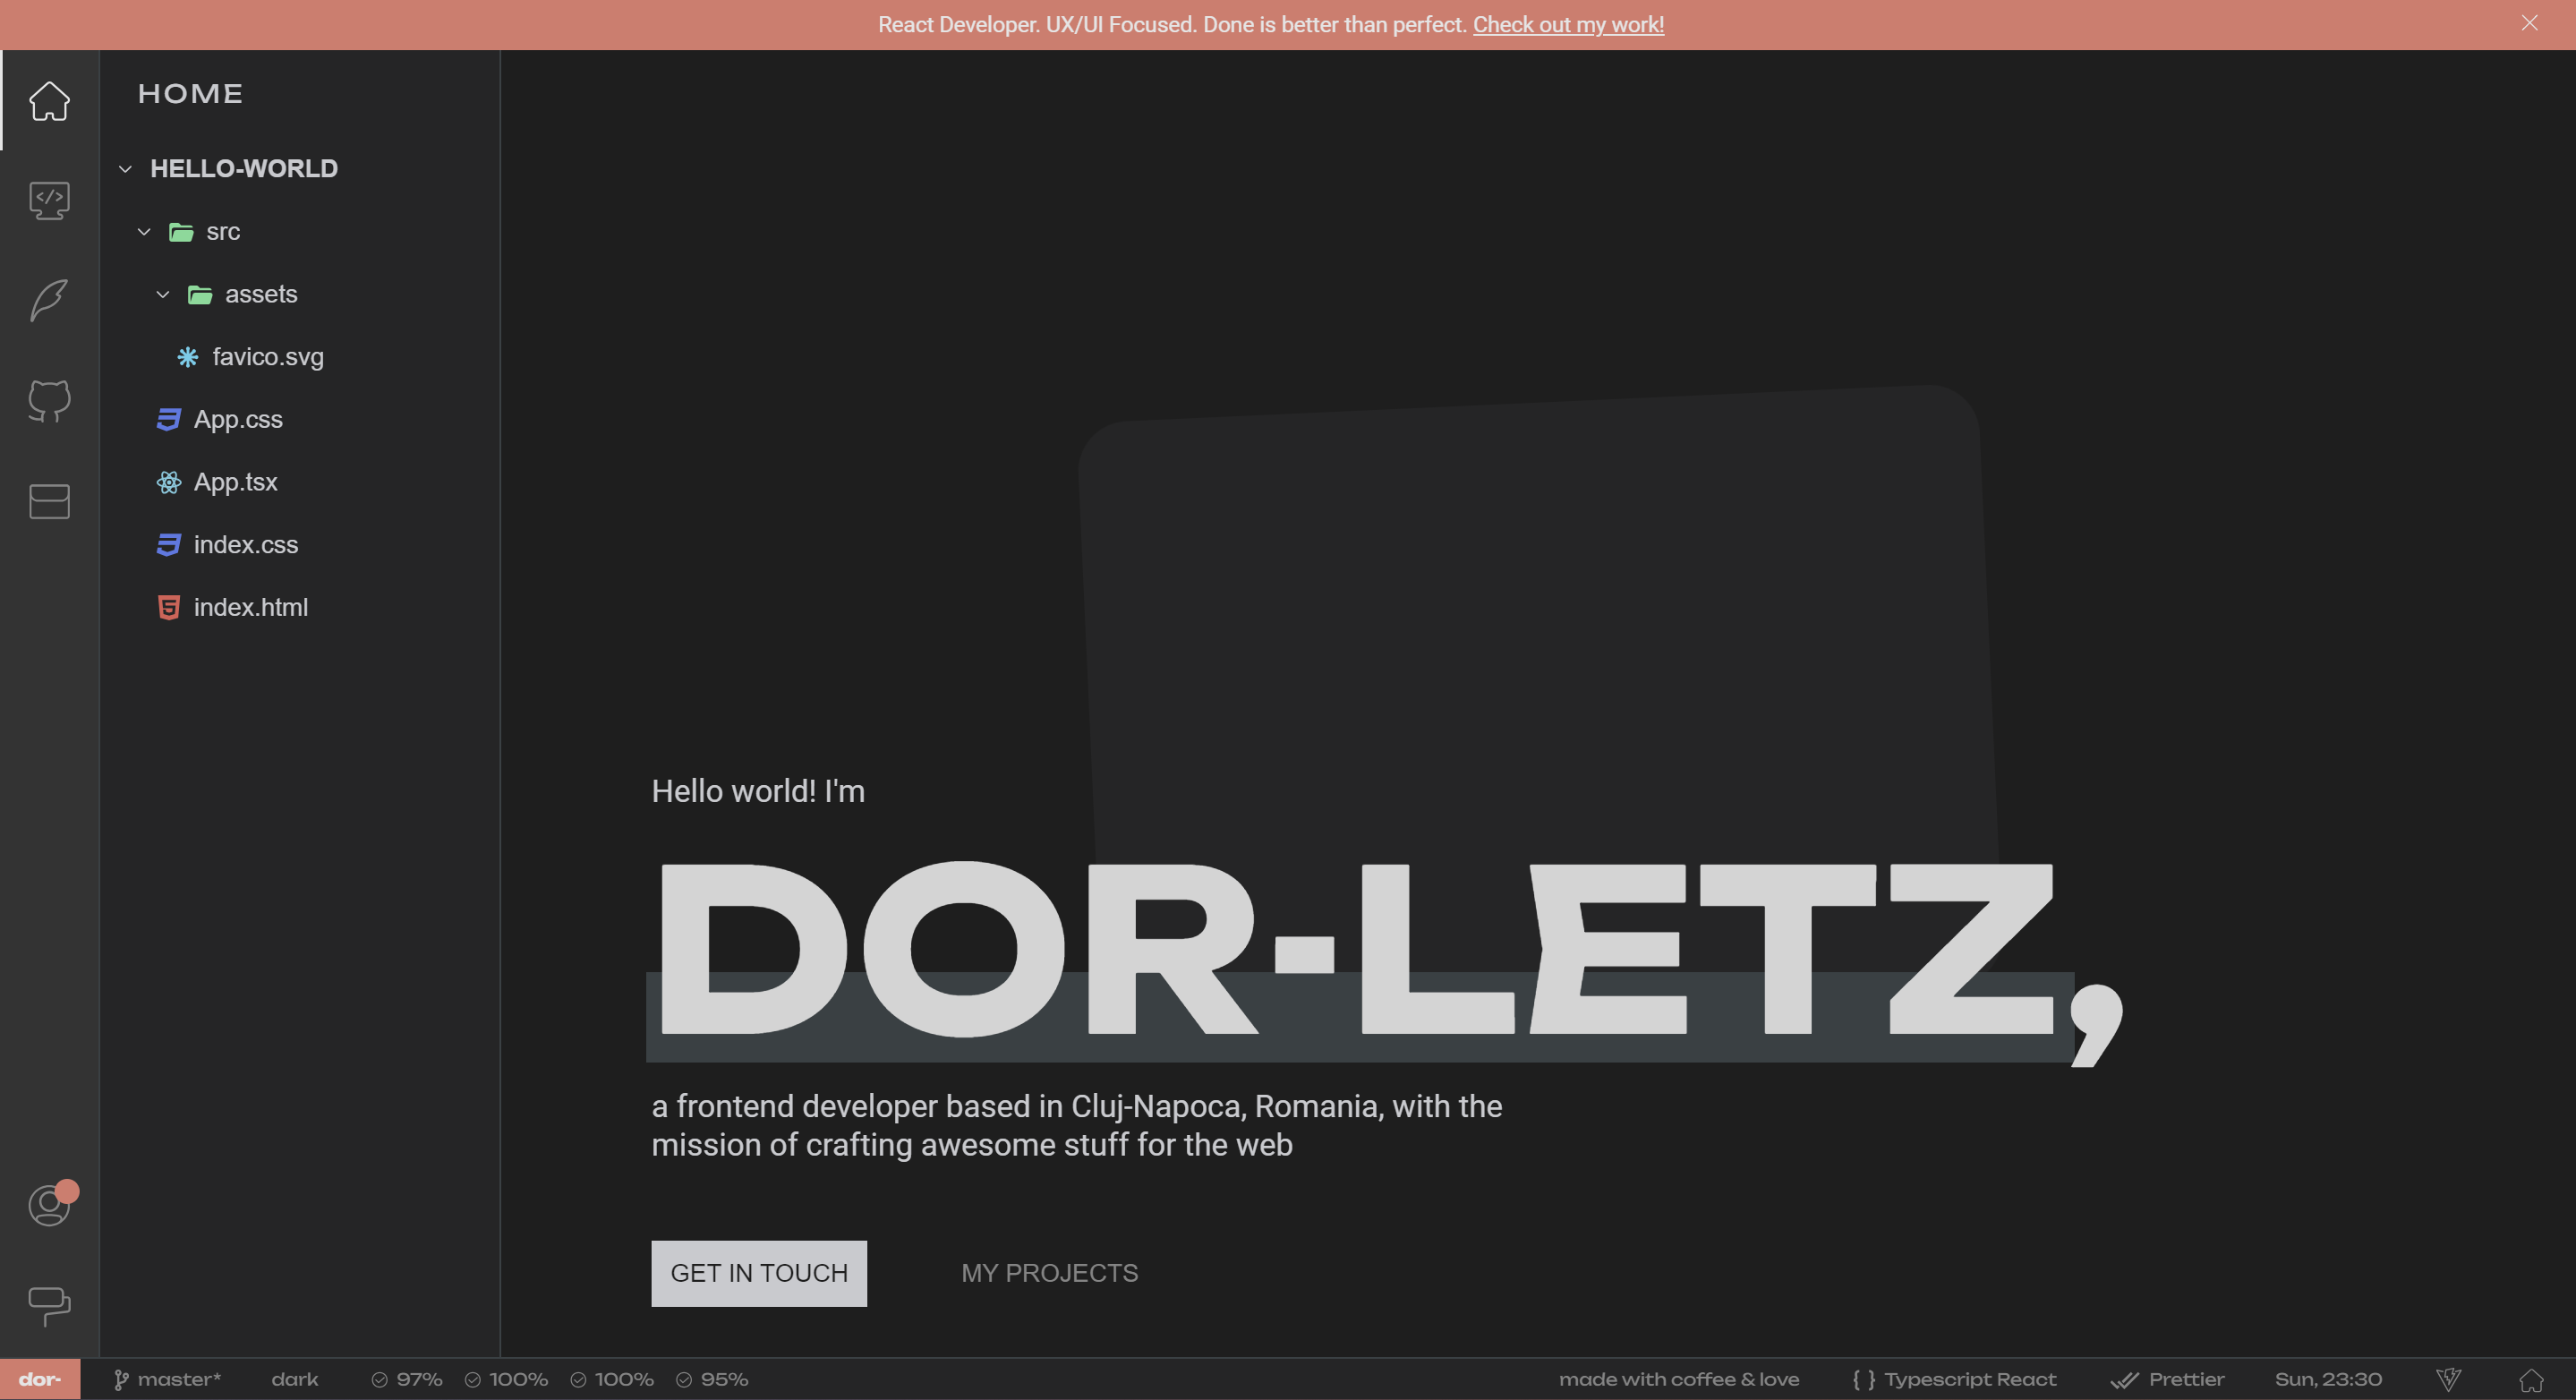 React Developer. UX/UI Focused. Done is better than perfect. Check out my work!
HOME
HELLO-WORLD
src
assets
favico.svg
App.css
App.tsx
index.css
index.html
Hello world! I'm
DOR-LETZ,
a frontend developer based in Cluj-Napoca, Romania, with the
mission of crafting awesome stuff for the web
GET IN TOUCH
MY PROJECTS
dor- master* dark 97% 100% 100% 95% made with coffee & love { } Typescript React Prettier Sun, 23:30